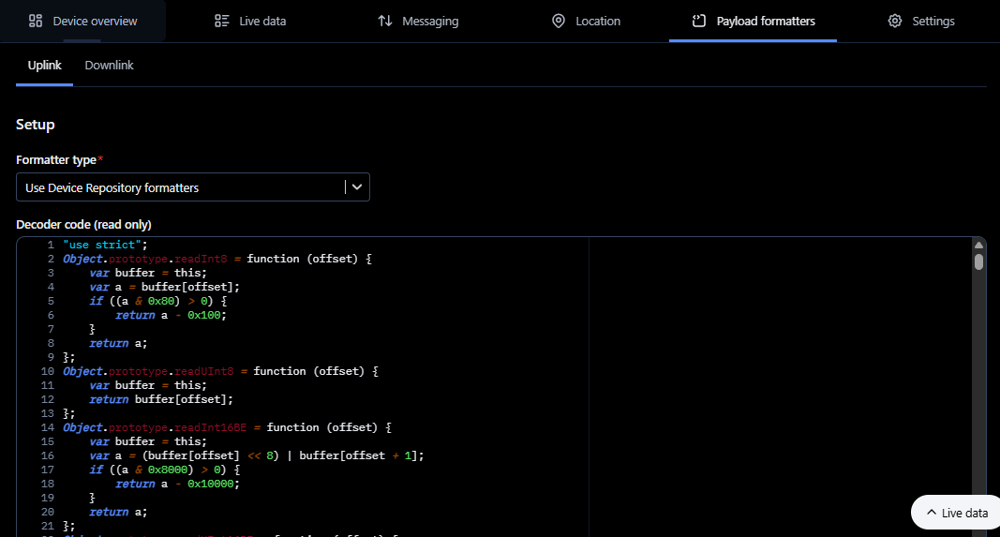 Device overview Live data Messaging Location Payload formatters Settings
Uplink Downlink
Setup
Formatter type*
Use Device Repository formatters
Decoder code (read only)
1 "use strict";
2 Object.prototype.readInt8 = function (offset) {
3     var buffer = this;
4     var a = buffer[offset];
5     if ((a & 0x80) > 0) {
6         return a - 0x100;
7     }
8     return a;
9 };
10 Object.prototype.readUInt8 = function (offset) {
11     var buffer = this;
12     return buffer[offset];
13 };
14 Object.prototype.readInt16BE = function (offset) {
15     var buffer = this;
16     var a = (buffer[offset] << 8) | buffer[offset + 1];
17     if ((a & 0x8000) > 0) {
18         return a - 0x10000;
19     }
20     return a;
21 };
Live data